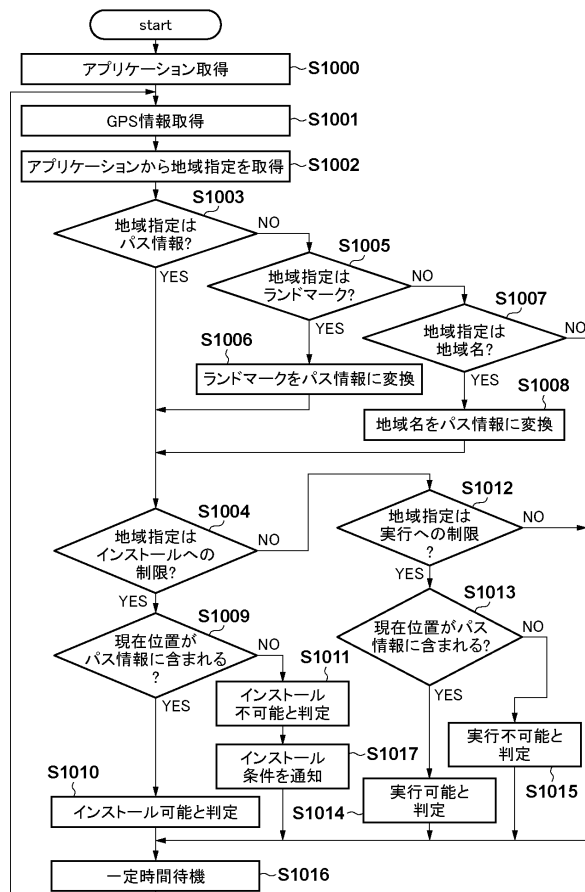 start
アプリケーション取得
S1000
GPS情報取得
S1001
アプリケーションから地域指定を取得
S1002
S1003
地域指定は
パス情報?
NO
YES
S1005
地域指定は
ランドマーク?
NO
YES
S1007
地域指定は
地域名?
NO
YES
S1006
ランドマークをパス情報に変換
S1008
地域名をパス情報に変換
S1004
地域指定は
インストールへの
制限?
NO
YES
S1012
地域指定は
実行への制限
?
NO
YES
S1009
現在位置が
パス情報に含まれる
?
NO
YES
S1013
現在位置がパス
情報に含まれる?
NO
YES
S1011
インストール
不可能と判定
S1017
インストール
条件を通知
実行不可能と
判定
S1015
S1010
インストール可能と判定
S1014
実行可能と
判定
一定時間待機
S1016